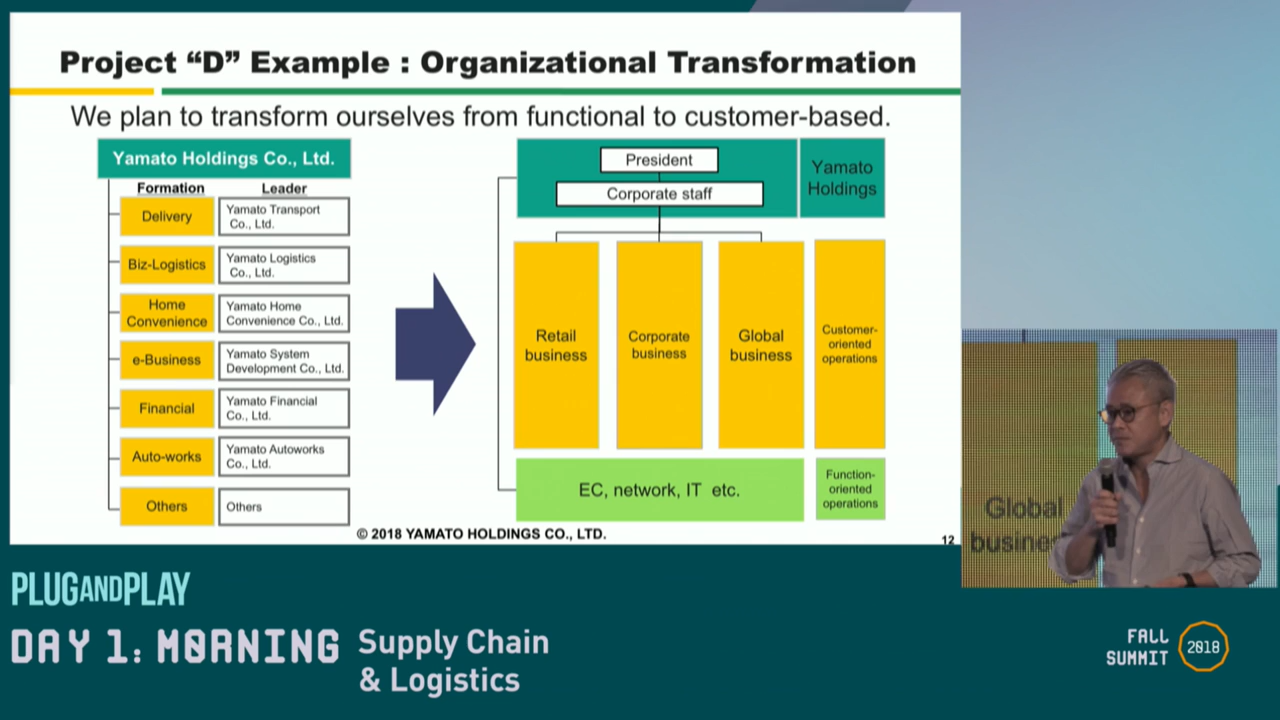 Project “D” Example : Organizational Transformation
We plan to transform ourselves from functional to customer-based.
Yamato Holdings Co., Ltd.
Formation Leader
Delivery
Yamato Transport
Co., Ltd.
Biz-Logistics
Yamato Logistics
Co., Ltd.
Home
Convenience
Yamato Home
Convenience Co., Ltd.
e-Business
Yamato System
Development Co., Ltd.
Financial
Yamato Financial
Co., Ltd.
Auto-works
Yamato Autoworks
Co., Ltd.
Others
Others
President
Corporate staff
Yamato
Holdings
Retail
business
Corporate
business
Global
business
Customer-
oriented
operations
EC, network, IT etc.
Function-
oriented
operations
© 2018 YAMATO HOLDINGS CO., LTD.
12
Global
busine
PLUGANDPLAY
DAY 1: MORNING
Supply Chain
& Logistics
FALL
SUMMIT
2018